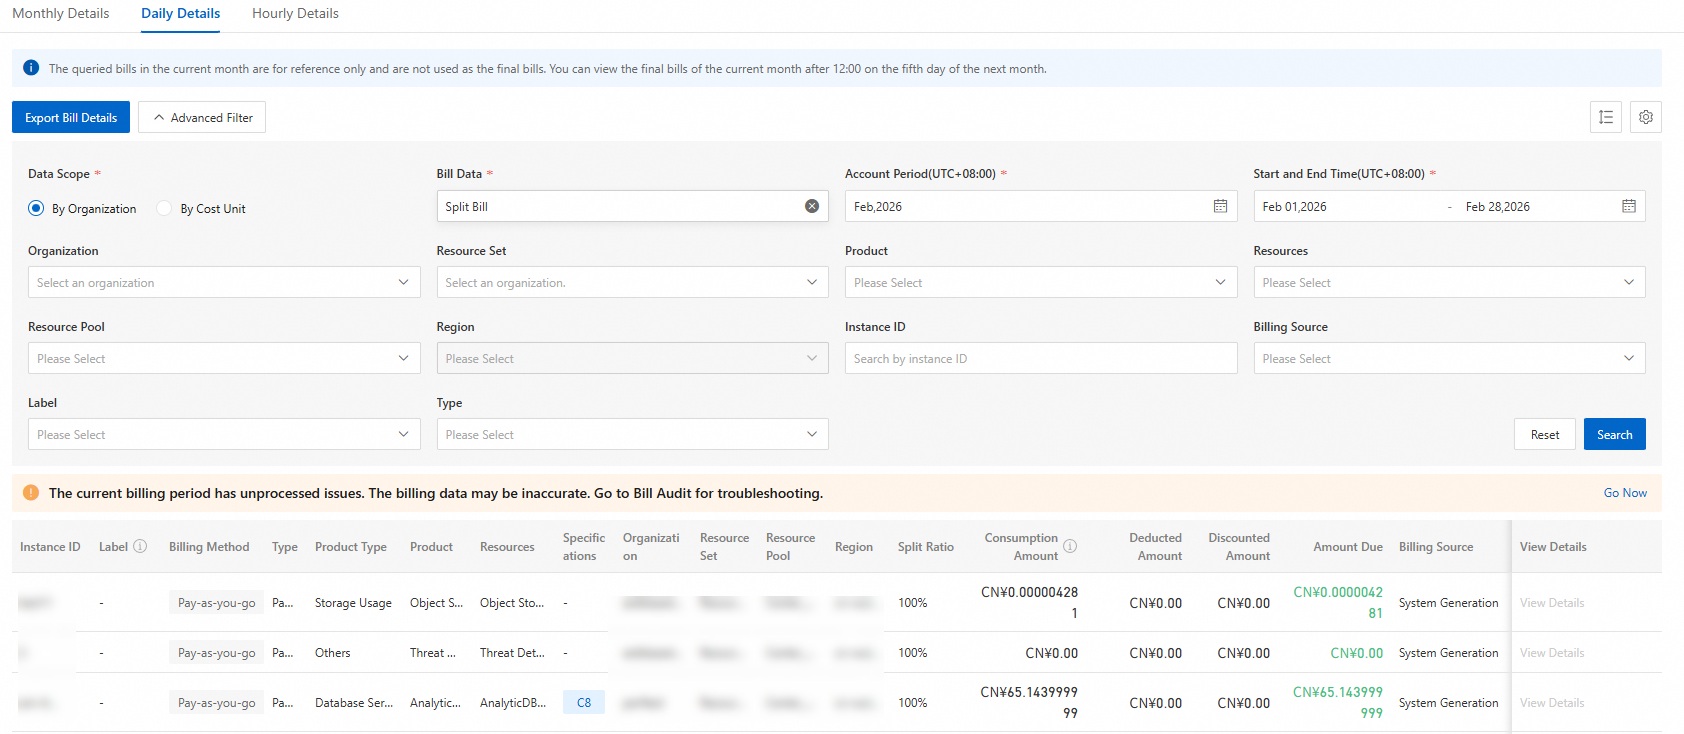 Monthly Details Daily Details Hourly Details
The queried bills in the current month are for reference only and are not used as the final bills. You can view the final bills of the current month after 12:00 on the fifth day of the next month.
Export Bill Details Advanced Filter
Data Scope * Bill Data * Account Period(UTC+08:00) * Start and End Time(UTC+08:00) *
By Organization By Cost Unit Split Bill Feb,2026 Feb 01,2026 - Feb 28,2026
Organization Resource Set Product Resources
Select an organization Select an organization. Please Select Please Select
Resource Pool Region Instance ID Billing Source
Please Select Please Select Search by instance ID Please Select
Label Type
Please Select Please Select Reset Search
The current billing period has unprocessed issues. The billing data may be inaccurate. Go to Bill Audit for troubleshooting. Go Now
Instance ID Label Billing Method Type Product Type Product Resources Specific Organizati Resource Resource Region Split Ratio Consumption Deducted Discounted Amount Due Billing Source View Details
ations on Set Pool Amount Amount Amount
- Pay-as-you-go Pa... Storage Usage Object S... Object Sto... - 100% CN¥0.00000428 CN¥0.00 CN¥0.00 CN¥0.0000042 System Generation View Details
1 81
- Pay-as-you-go Pa... Others Threat ... Threat Det... - 100% CN¥0.00 CN¥0.00 CN¥0.00 CN¥0.00 System Generation View Details
- Pay-as-you-go Pa... Database Ser... Analytic... AnalyticDB... C8 100% CN¥65.1439999 CN¥0.00 CN¥0.00 CN¥65.143999 System Generation View Details
99 999